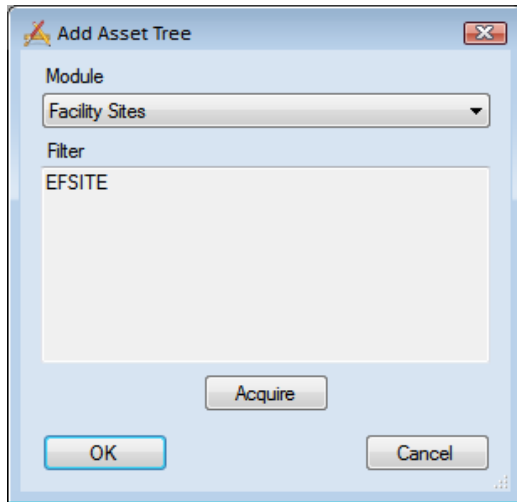 Add Asset Tree
Module
Facility Sites
Filter
EFSITE
Acquire
OK
Cancel